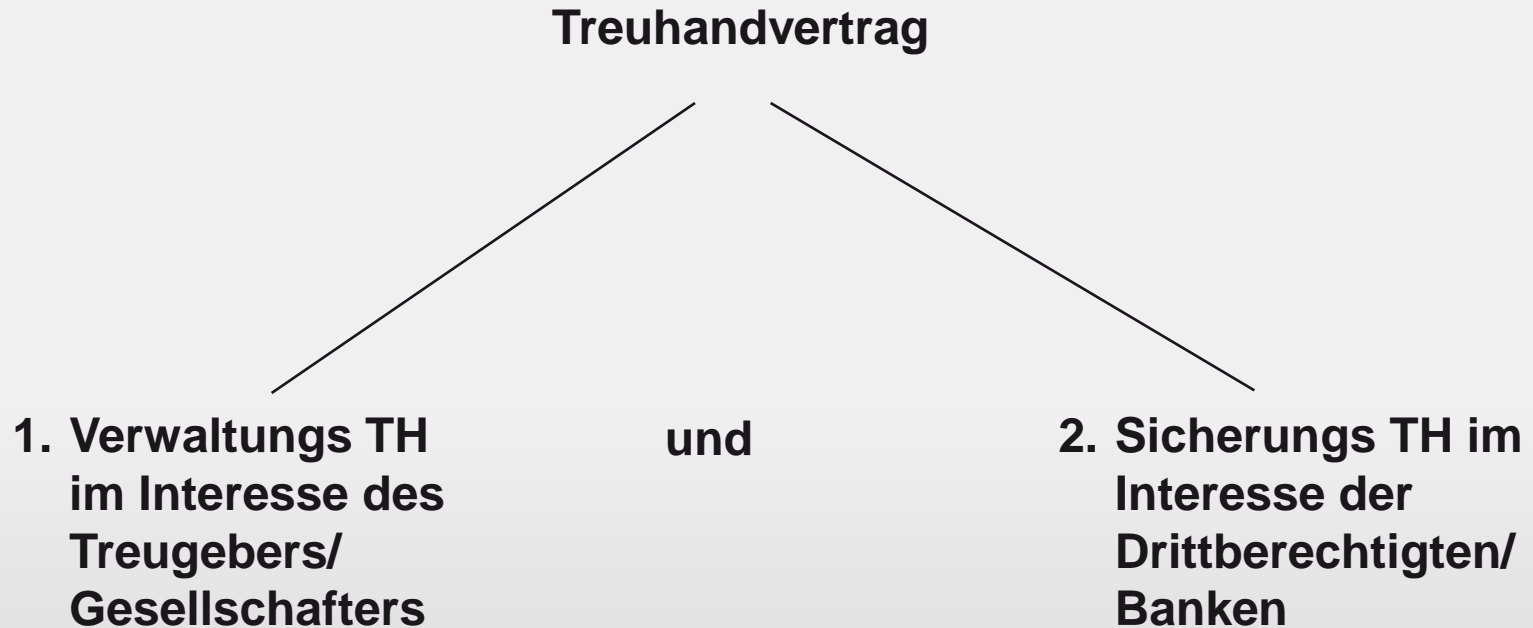 Treuhandvertrag
1. Verwaltungs TH
im Interesse des
Treugebers/
Gesellschafters
und
2. Sicherungs TH im
Interesse der
Drittberechtigten/
Banken